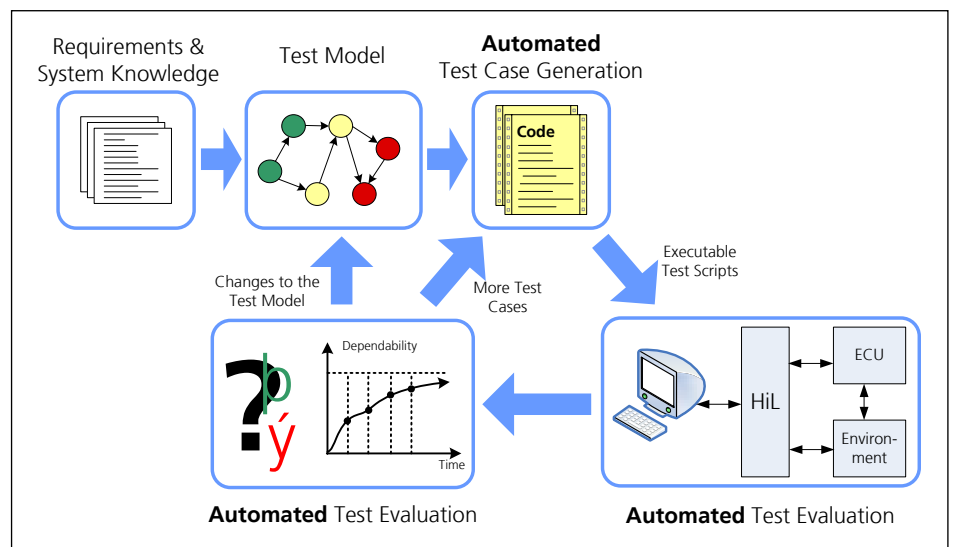 Requirements &
System Knowledge
Test Model
Automated
Test Case Generation
Code
Changes to the
Test Model
More Test
Cases
Executable
Test Scripts
?
þ
ý
Dependability
Time
HiL
ECU
Environ-
ment
Automated Test Evaluation
Automated Test Evaluation